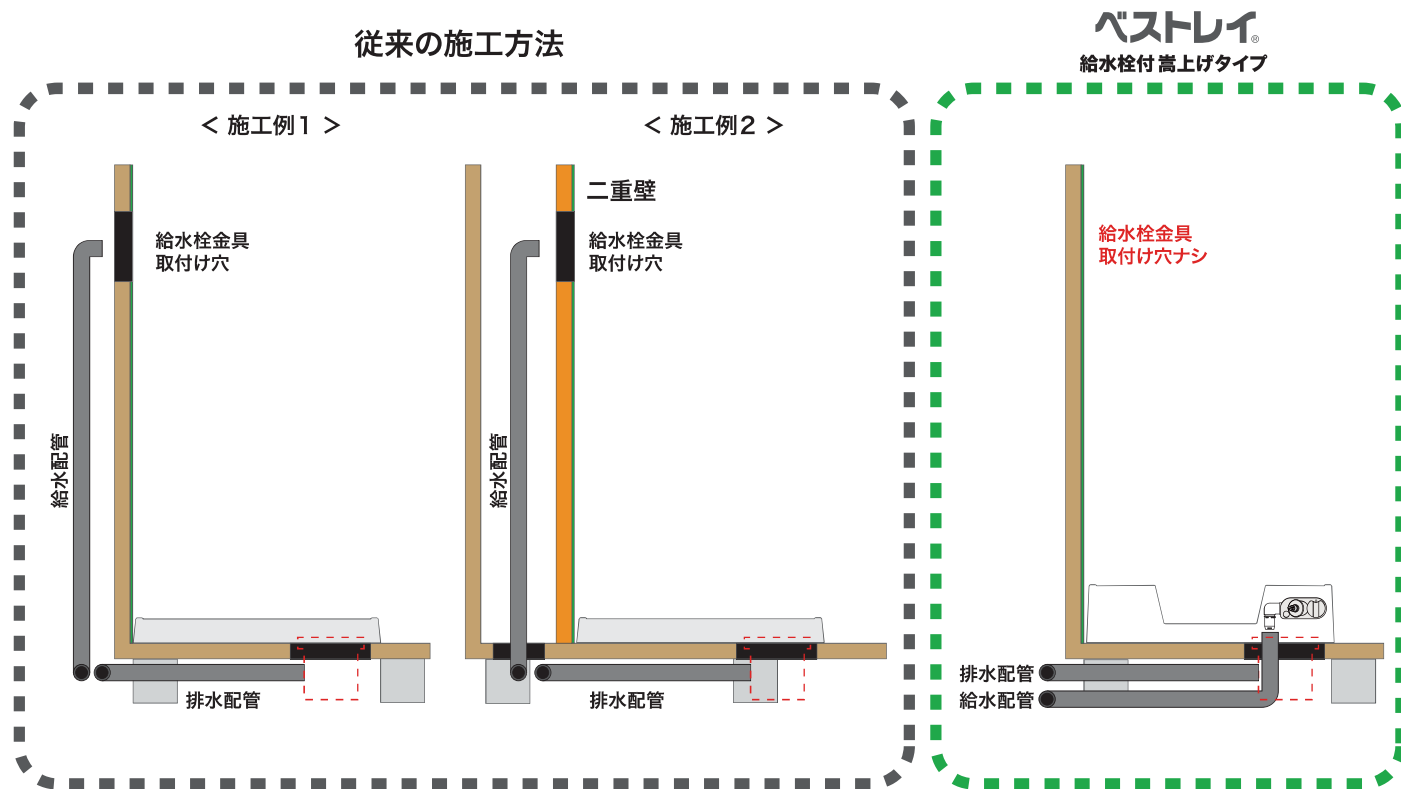 従来の施工方法
< 施工例1 >
給水栓金具
取付け穴
給水配管
排水配管
< 施工例2 >
二重壁
給水栓金具
取付け穴
給水配管
排水配管
ベストレイ®
給水栓付 嵩上げタイプ
給水栓金具
取付け穴ナシ
排水配管
給水配管